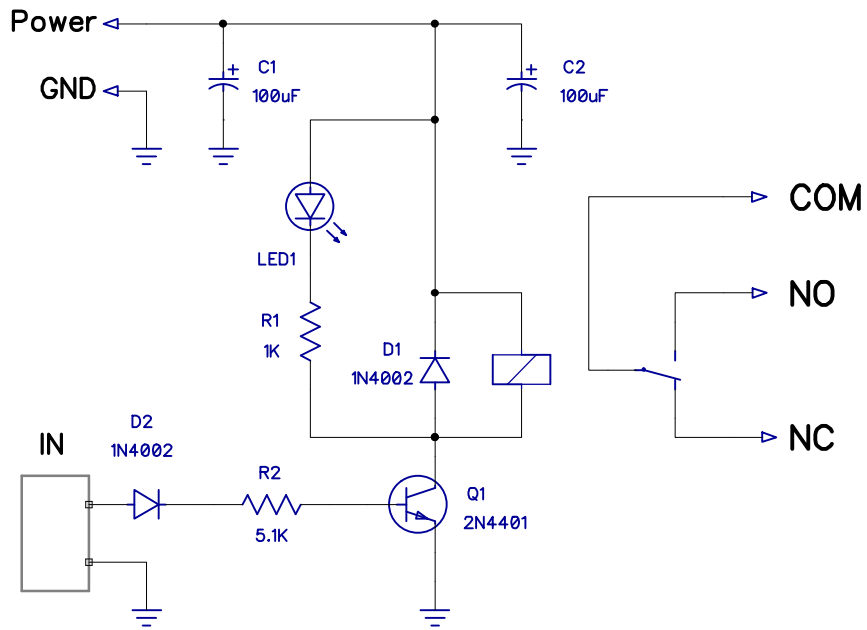 Power
C1
100uF
C2
100uF
GND
COM
LED1
NO
R1
1K
D1
1N4002
NC
D2
1N4002
IN
R2
5.1K
Q1
2N4401
+
+